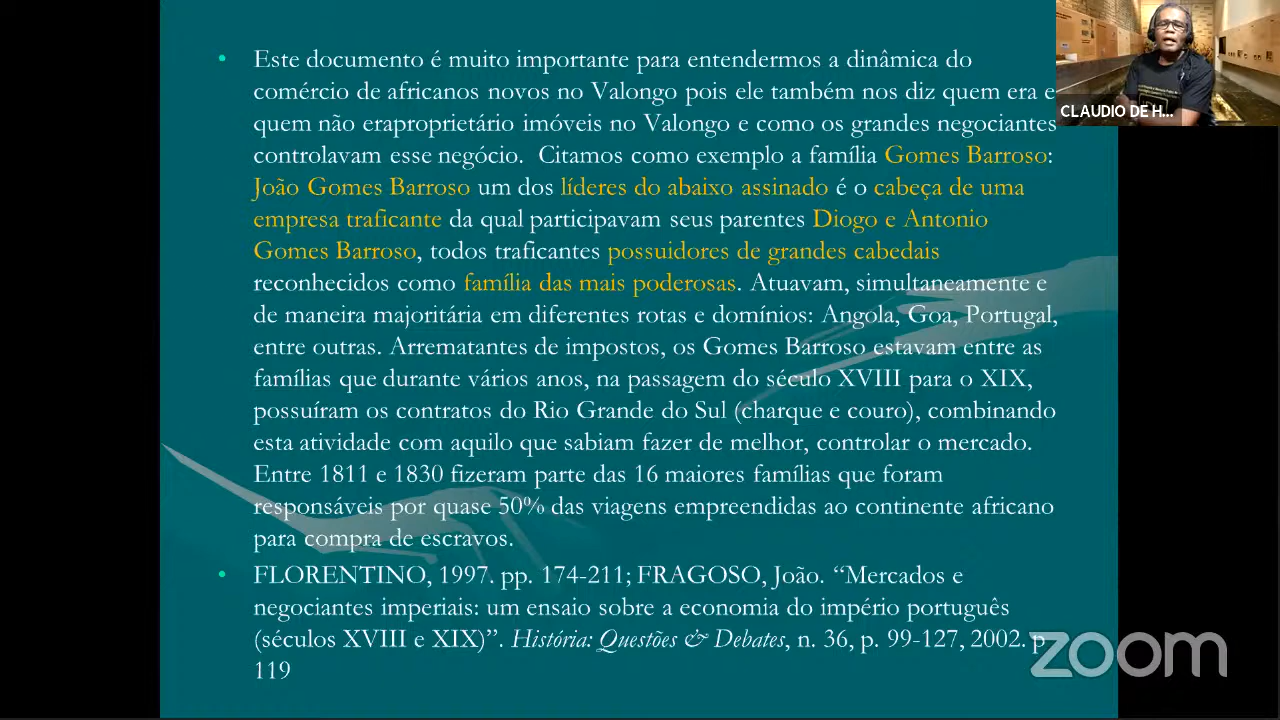 • Este documento é muito importante para entendermos a dinâmica do
comércio de africanos novos no Valongo pois ele também nos diz quem era e
quem não eraproprietário imóveis no Valongo e como os grandes negociantes
controlavam esse negócio. Citamos como exemplo a família Gomes Barroso:
João Gomes Barroso um dos líderes do abaixo assinado é o cabeça de uma
empresa traficante da qual participavam seus parentes Diogo e Antonio
Gomes Barroso, todos traficantes possuidores de grandes cabedais
reconhecidos como família das mais poderosas. Atuavam, simultaneamente e
de maneira majoritária em diferentes rotas e domínios: Angola, Goa, Portugal,
entre outras. Arrematantes de impostos, os Gomes Barroso estavam entre as
famílias que durante vários anos, na passagem do século XVIII para o XIX,
possuíram os contratos do Rio Grande do Sul (charque e couro), combinando
esta atividade com aquilo que sabiam fazer de melhor, controlar o mercado.
Entre 1811 e 1830 fizeram parte das 16 maiores famílias que foram
responsáveis por quase 50% das viagens empreendidas ao continente africano
para compra de escravos.
• FLORENTINO, 1997. pp. 174-211; FRAGOSO, João. “Mercados e
negociantes imperiais: um ensaio sobre a economia do império português
(séculos XVIII e XIX)”. História: Questões & Debates, n. 36, p. 99-127, 2002. p
119
CLAUDIO DE H...
zoom